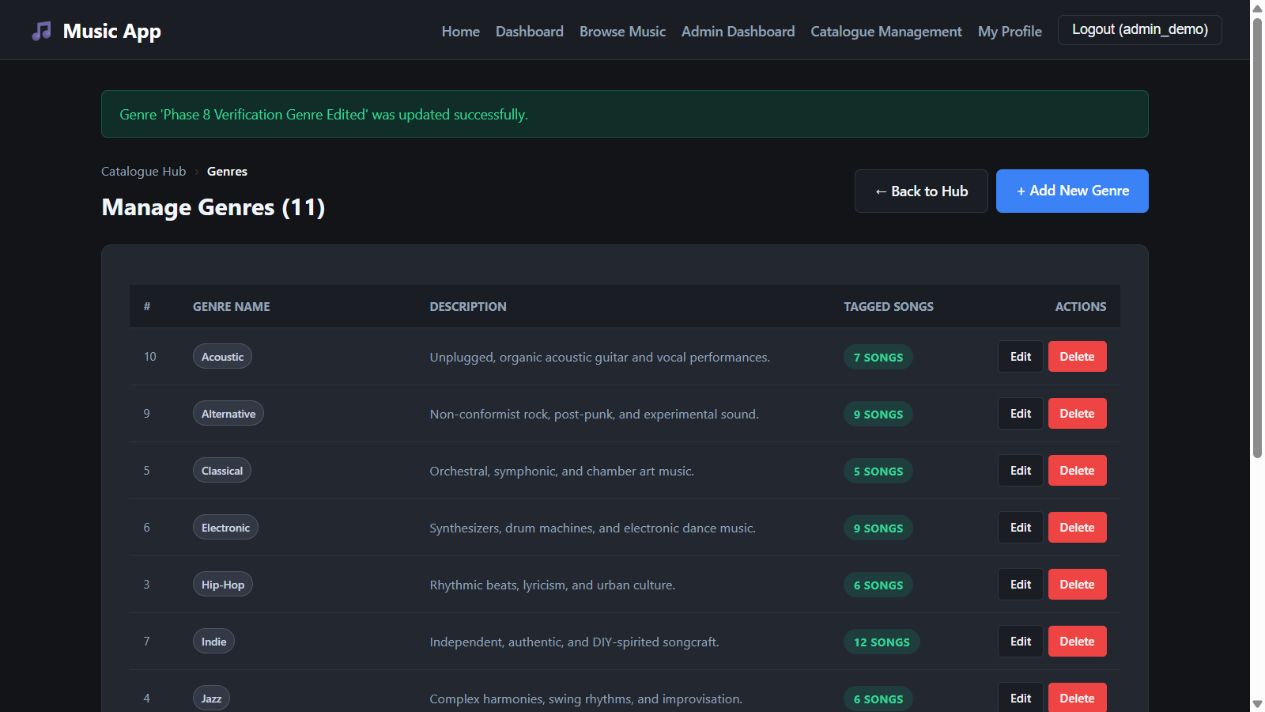 Music App
Home Dashboard Browse Music Admin Dashboard Catalogue Management My Profile Logout (admin_demo)
Genre 'Phase 8 Verification Genre Edited' was updated successfully.
Catalogue Hub › Genres
Manage Genres (11)
← Back to Hub + Add New Genre
# GENRE NAME DESCRIPTION TAGGED SONGS ACTIONS
10 Acoustic Unplugged, organic acoustic guitar and vocal performances. 7 SONGS Edit Delete
9 Alternative Non-conformist rock, post-punk, and experimental sound. 9 SONGS Edit Delete
5 Classical Orchestral, symphonic, and chamber art music. 5 SONGS Edit Delete
6 Electronic Synthesizers, drum machines, and electronic dance music. 9 SONGS Edit Delete
3 Hip-Hop Rhythmic beats, lyricism, and urban culture. 6 SONGS Edit Delete
7 Indie Independent, authentic, and DIY-spirited songcraft. 12 SONGS Edit Delete
4 Jazz Complex harmonies, swing rhythms, and improvisation. 6 SONGS Edit Delete